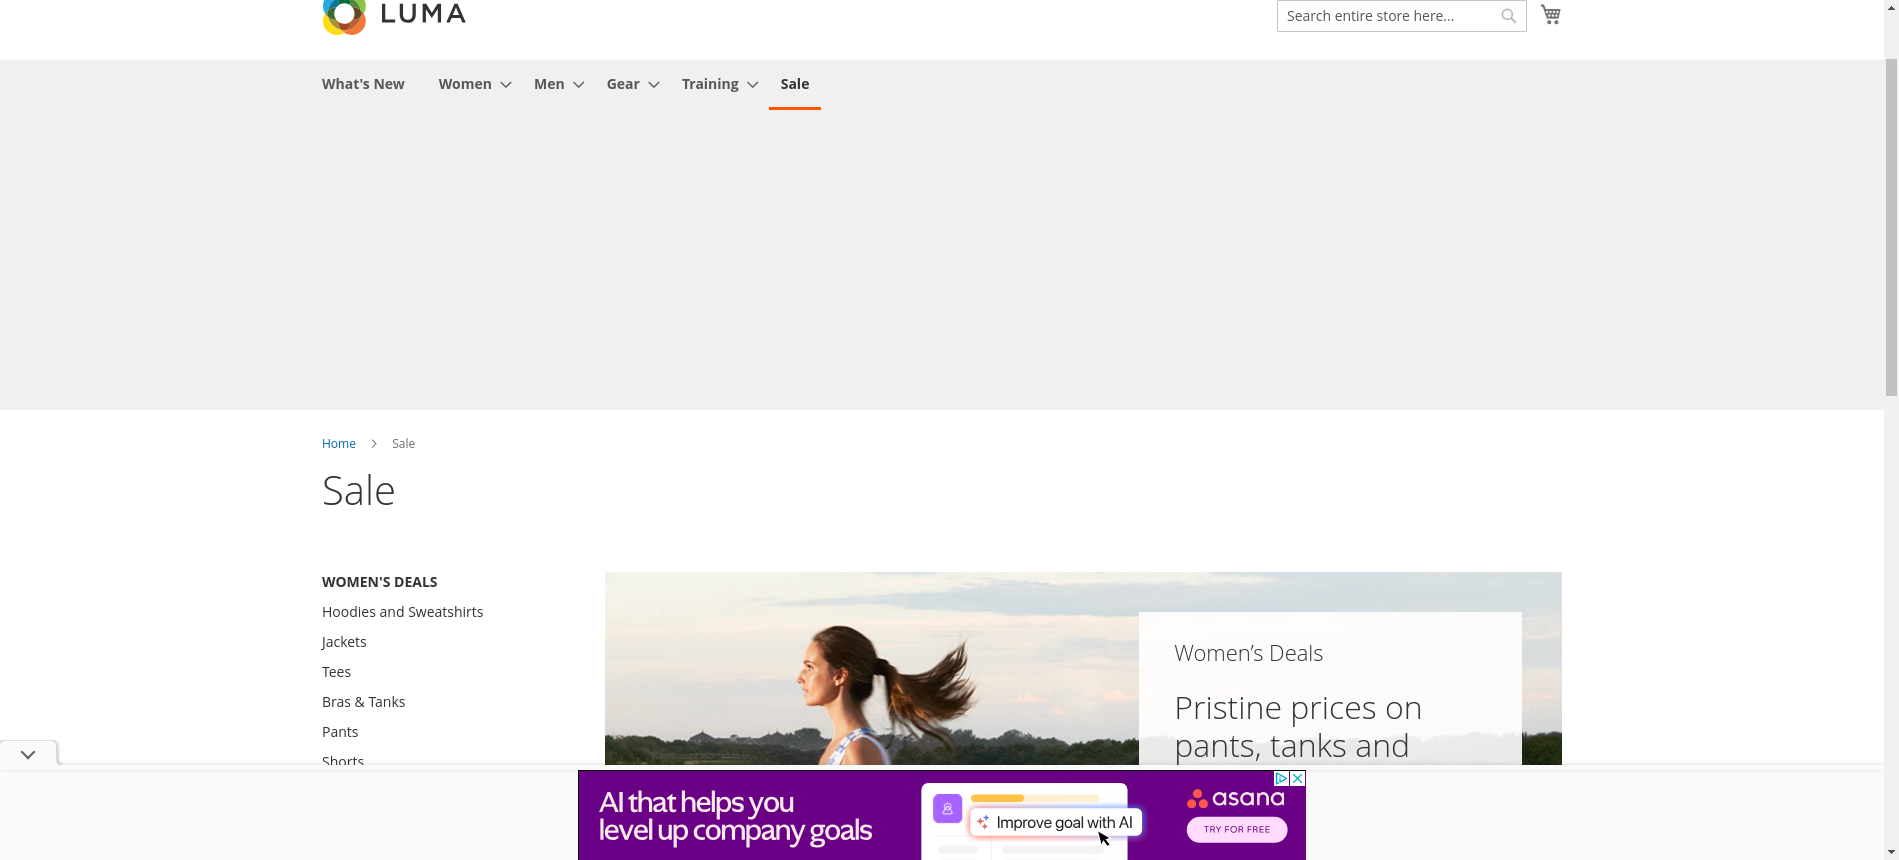 LUMA
Search entire store here...
What's New Women Men Gear Training Sale
Home Sale
Sale
WOMEN'S DEALS
Hoodies and Sweatshirts
Jackets
Tees
Bras & Tanks
Pants
Shorts
Women's Deals
Pristine prices on
pants, tanks and
AI that helps you
level up company goals
Improve goal with AI
asana
TRY FOR FREE